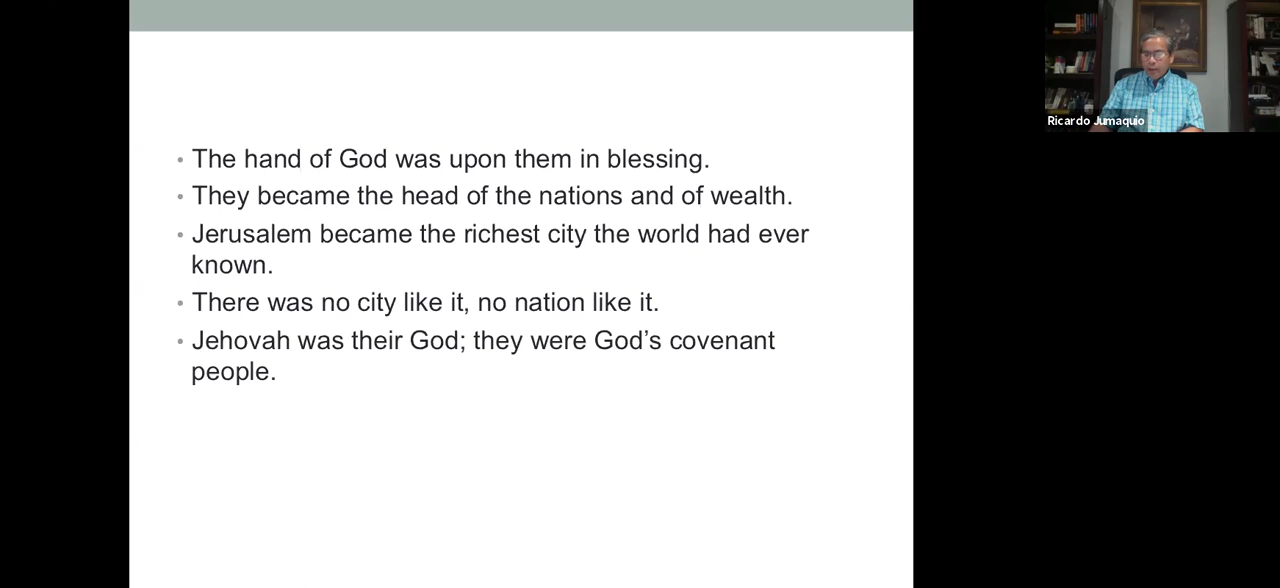 • The hand of God was upon them in blessing.
• They became the head of the nations and of wealth.
• Jerusalem became the richest city the world had ever
known.
• There was no city like it, no nation like it.
• Jehovah was their God; they were God’s covenant
people.
Ricardo Jumaquio